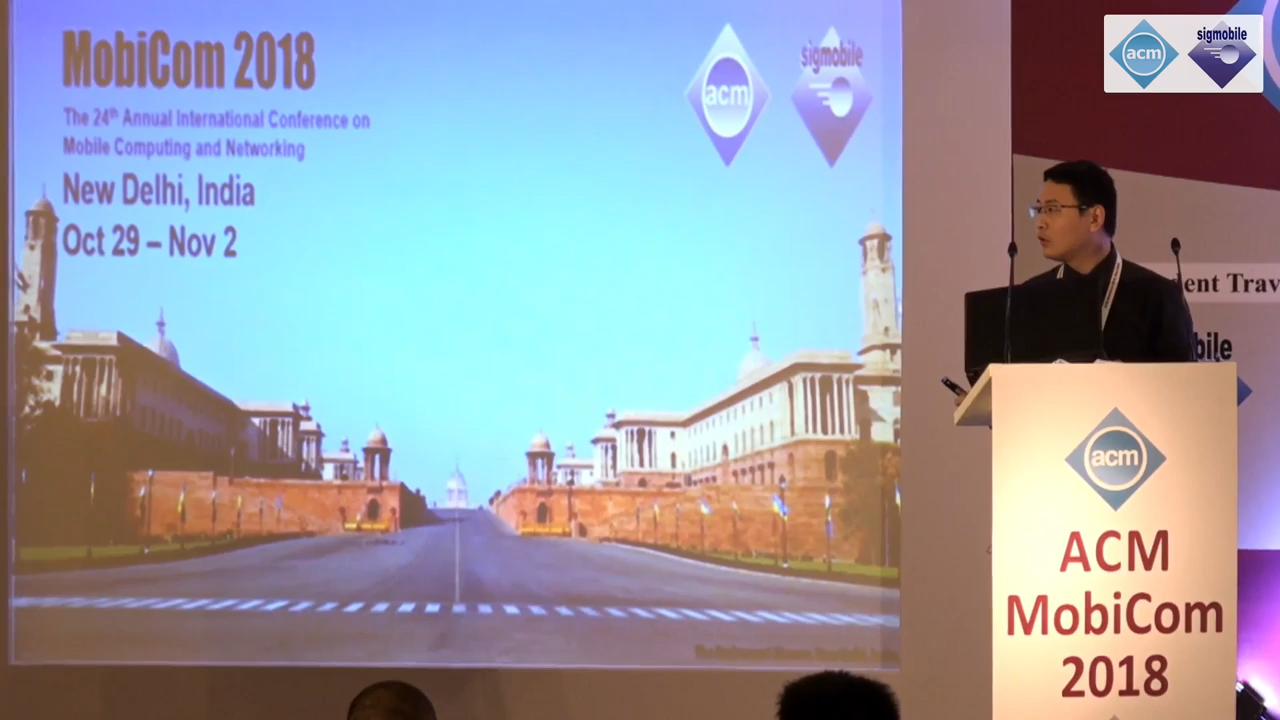 MobiCom 2018
The 24th Annual International Conference on
Mobile Computing and Networking
New Delhi, India
Oct 29 – Nov 2
acm
sigmobile
acm
sigmobile
ent Trav
bile
acm
ACM
MobiCom
2018